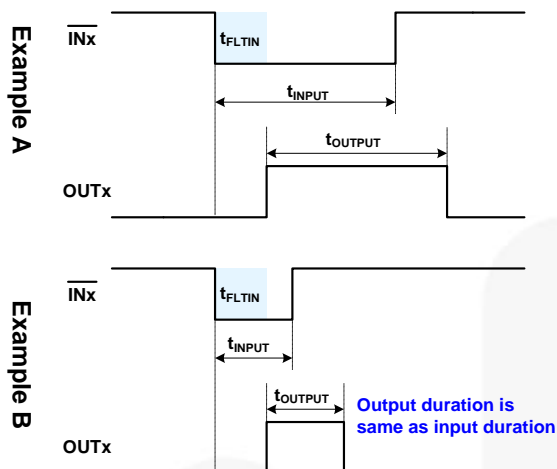 Example A
INx
tFLTIN
tINPUT
tOUTPUT
OUTx
Example B
INx
tFLTIN
tINPUT
tOUTPUT
Output duration is
same as input duration
OUTx